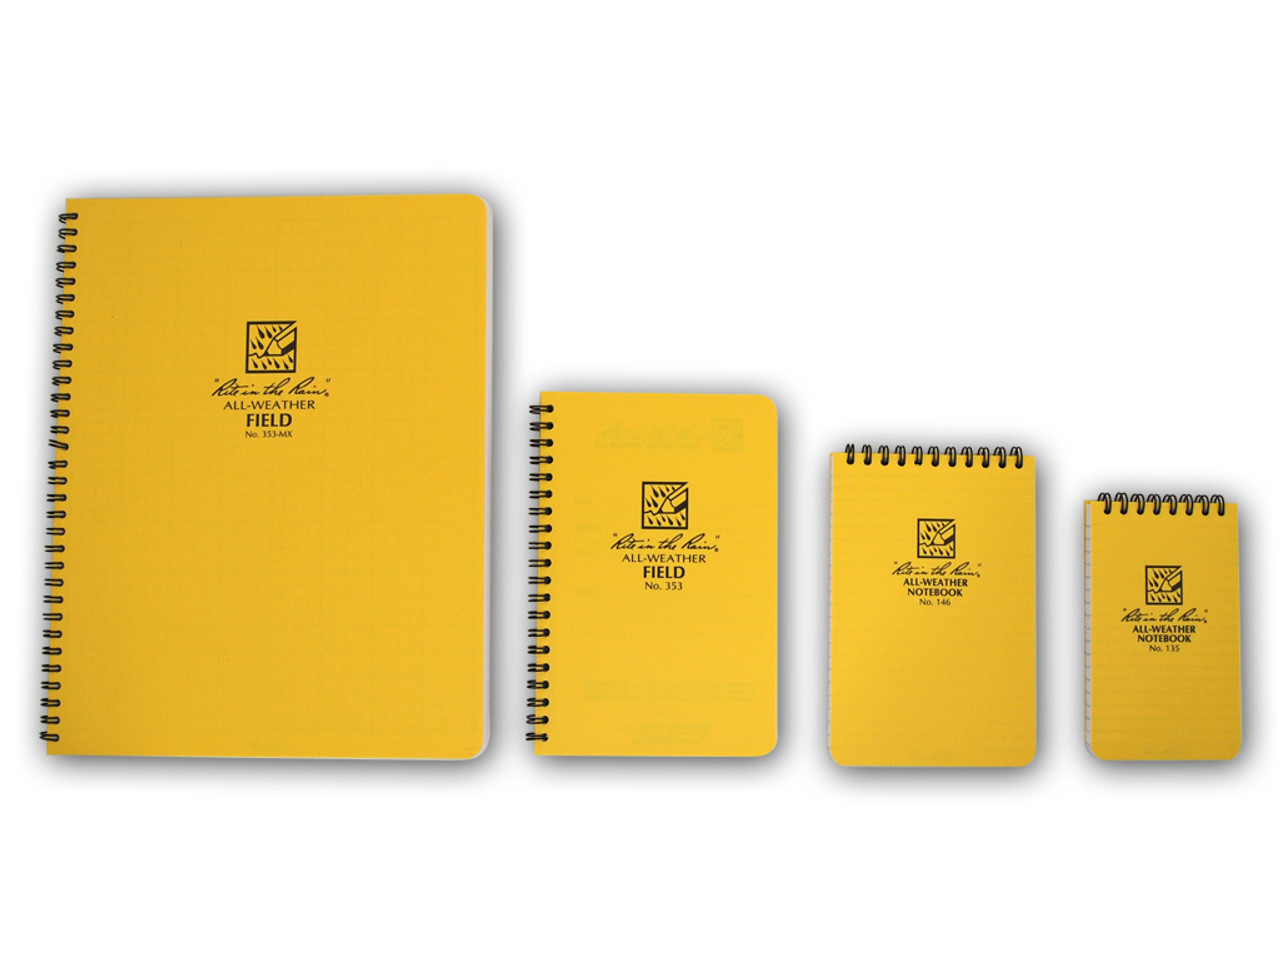 "Rite in the Rain"®
ALL-WEATHER
FIELD
No. 353-MX
"Rite in the Rain"®
ALL-WEATHER
FIELD
No. 353
"Rite in the Rain"®
ALL-WEATHER
NOTEBOOK
No. 146
"Rite in the Rain"®
ALL-WEATHER
NOTEBOOK
No. 135